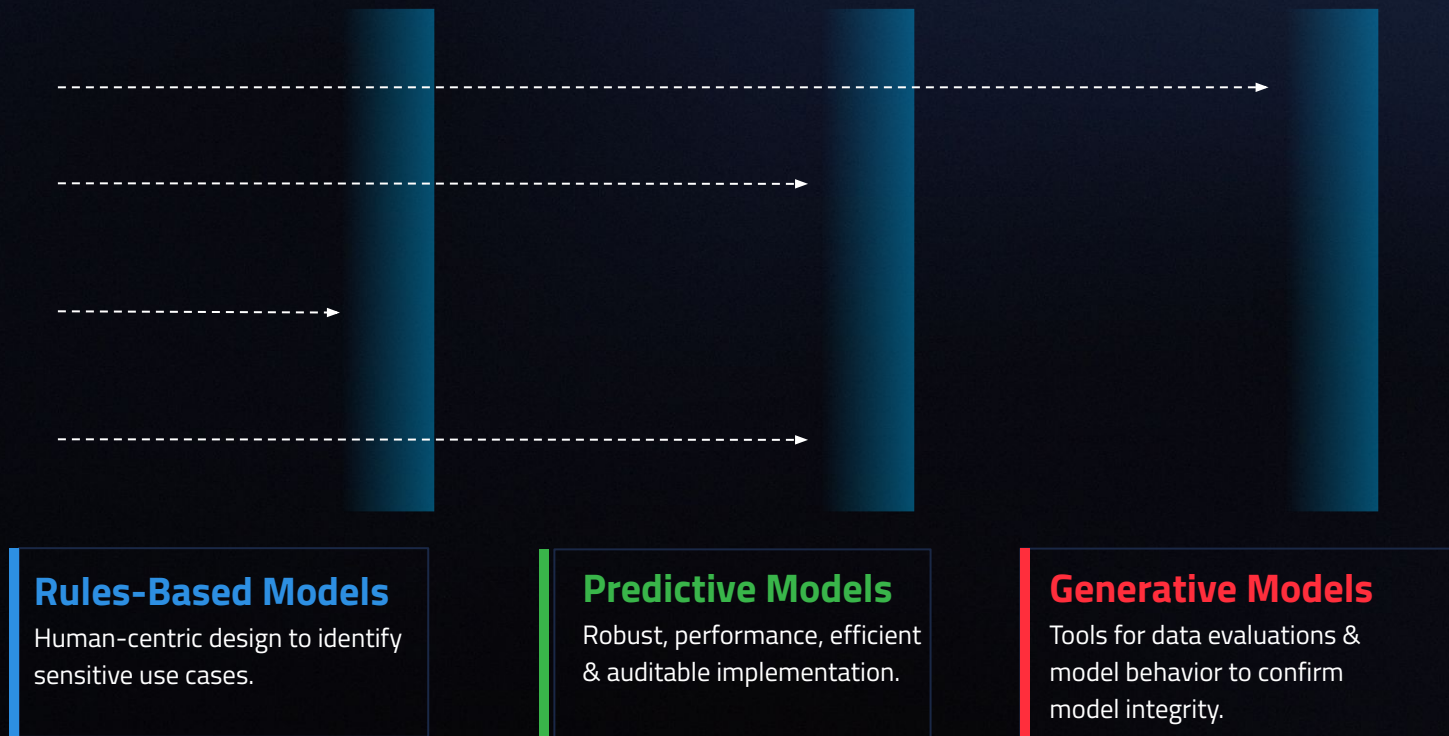 Rules-Based Models
Human-centric design to identify
sensitive use cases.
Predictive Models
Robust, performance, efficient
& auditable implementation.
Generative Models
Tools for data evaluations &
model behavior to confirm
model integrity.